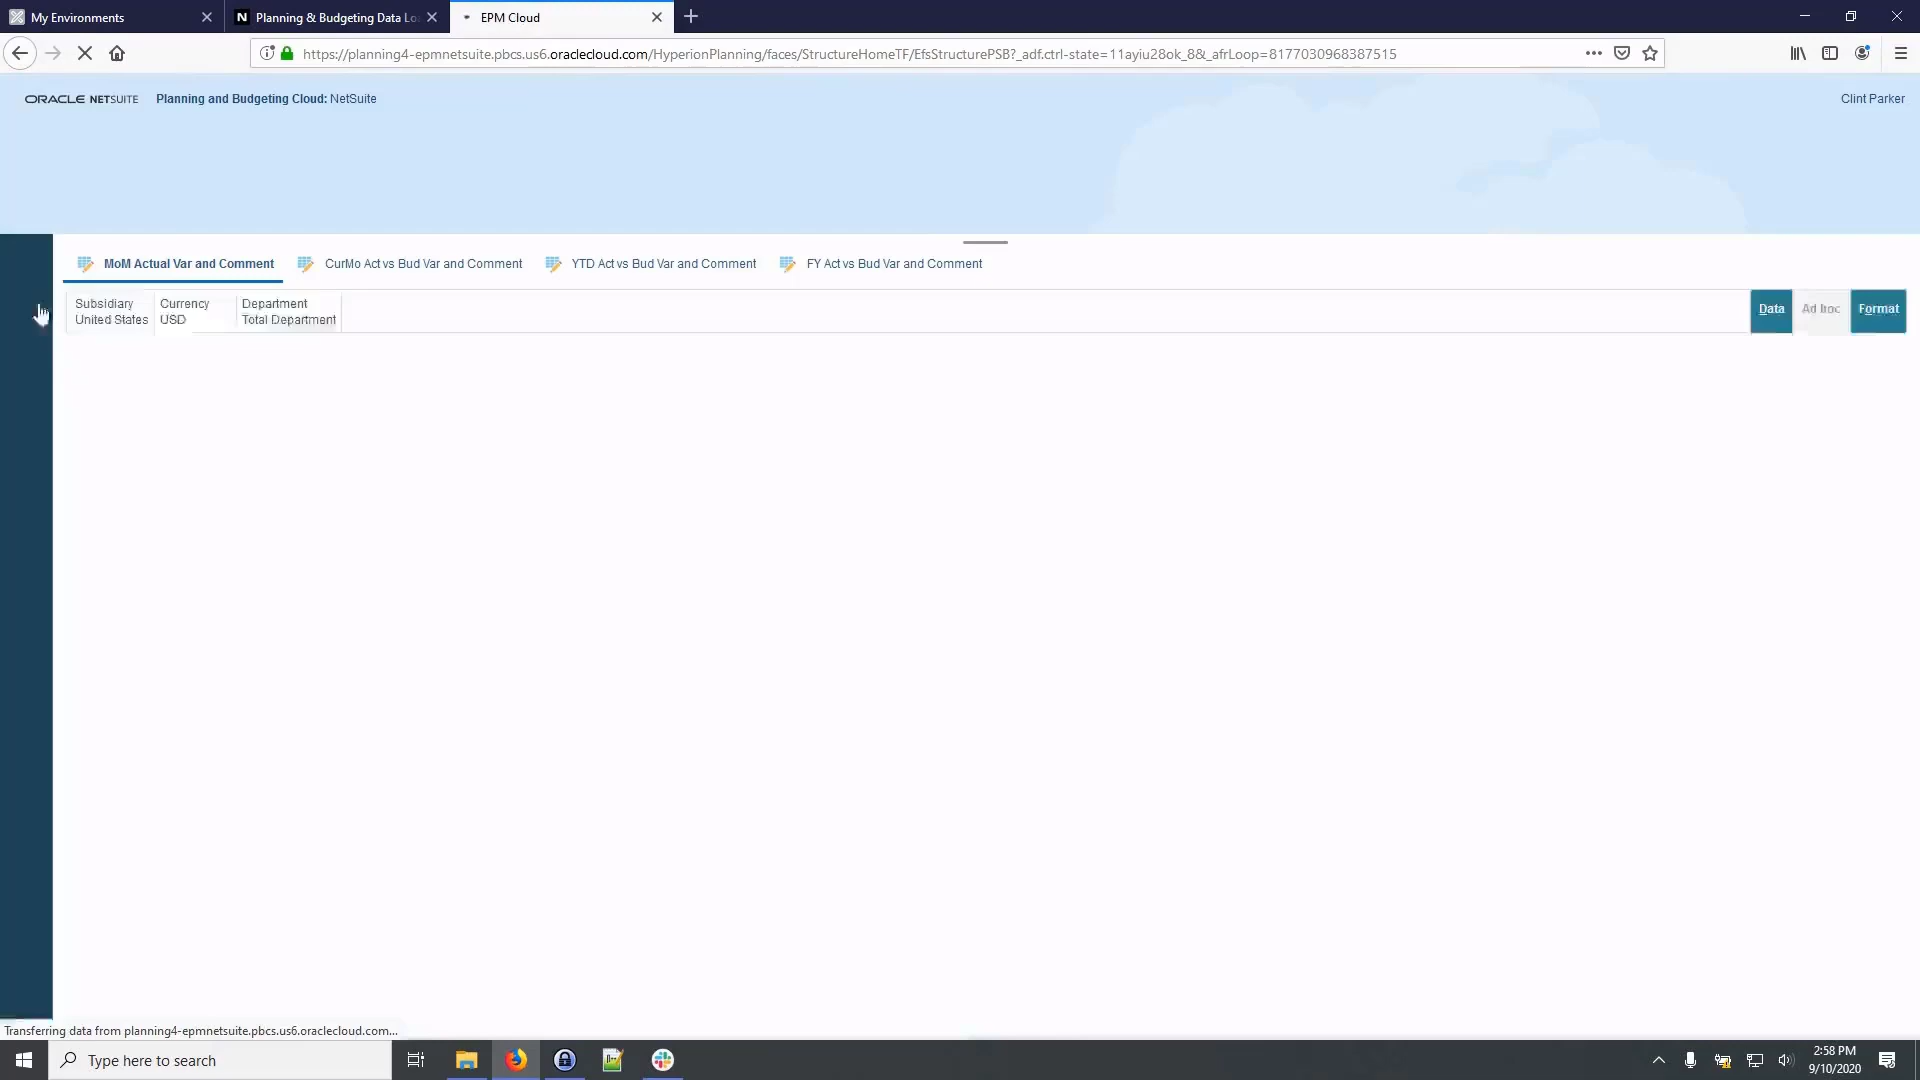 My Environments
N Planning & Budgeting Data Lo
EPM Cloud
https://planning4-epmnetsuite.pbcs.us6.oraclecloud.com/HyperionPlanning/faces/StructureHomeTF/EfsStructurePSB?_adf.ctrl-state=11ayiu28ok_8&_afrLoop=8177030968387515
ORACLE NETSUITE Planning and Budgeting Cloud: NetSuite
Clint Parker
MoM Actual Var and Comment
CurMo Act vs Bud Var and Comment
YTD Act vs Bud Var and Comment
FY Act vs Bud Var and Comment
Subsidiary Currency Department
United States USD Total Department
Data Ad hoc Format
Transferring data from planning4-epmnetsuite.pbcs.us6.oraclecloud.com...
Type here to search
2:58 PM
9/10/2020